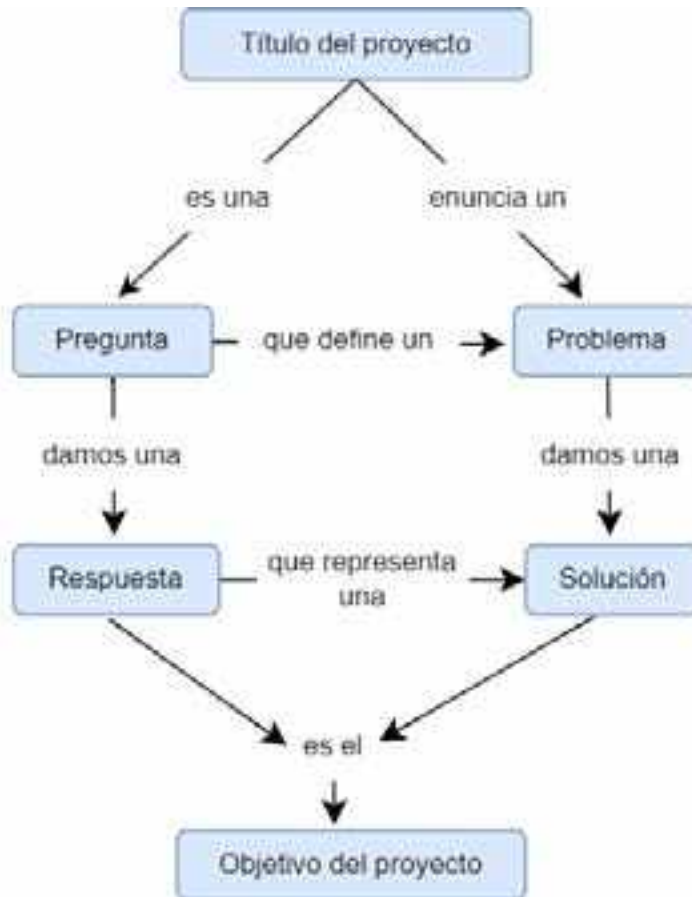 Título del proyecto
es una
enuncia un
Pregunta
que define un
Problema
damos una
damos una
Respuesta
que representa
una
Solución
es el
Objetivo del proyecto